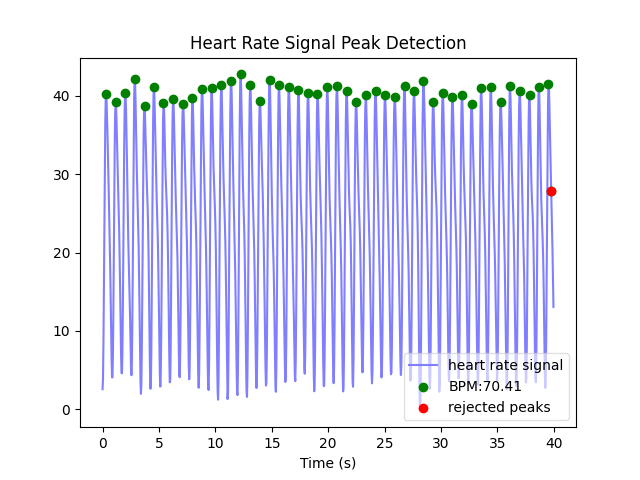 Heart Rate Signal Peak Detection
40
30
20
10
0
heart rate signal
BPM:70.41
rejected peaks
0 5 10 15 20 25 30 35 40
Time (s)